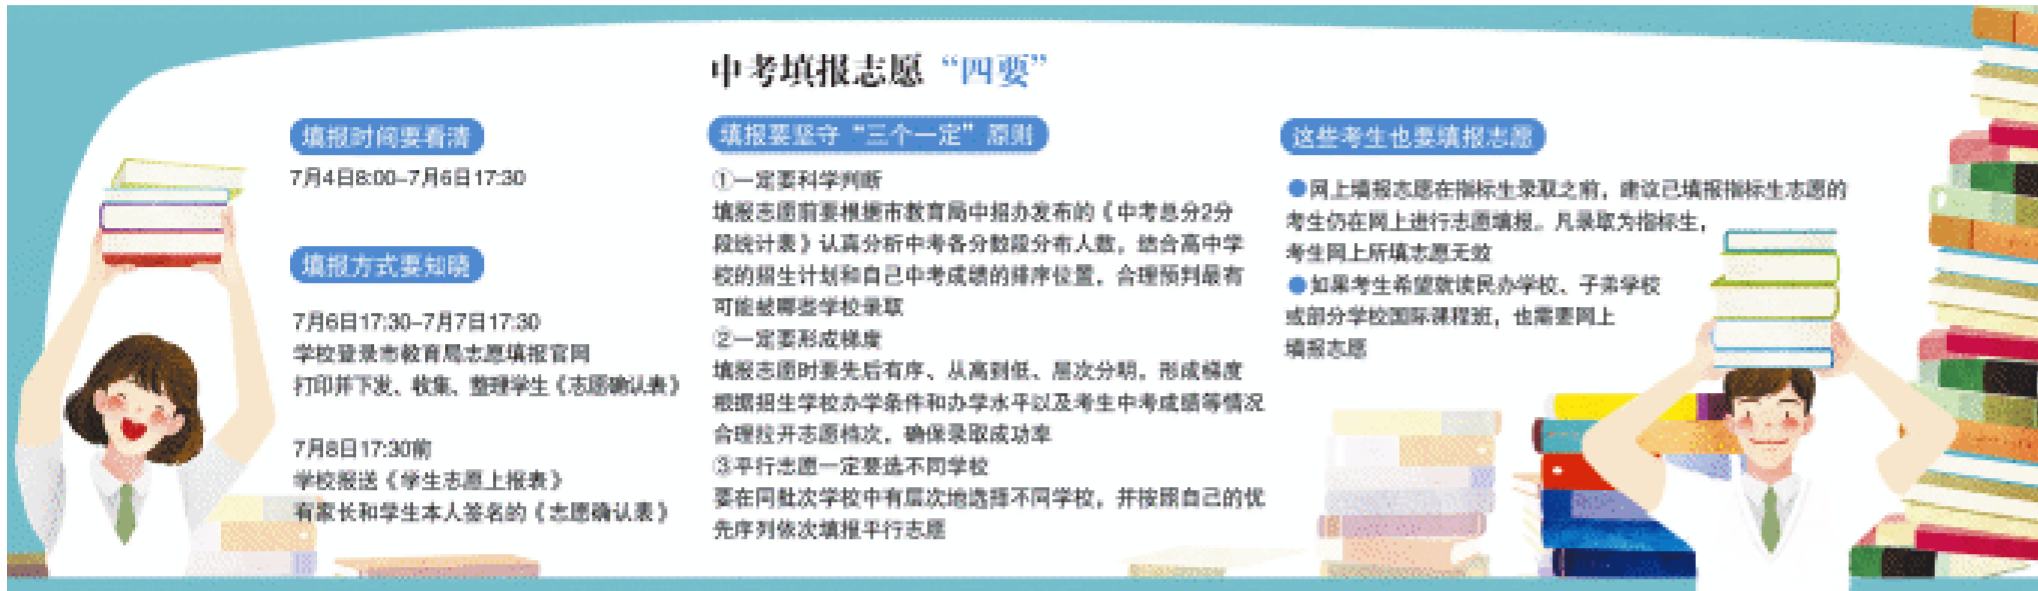 中考填报志愿“四要”
填报时间要看清
7月4日8:00-7月6日17:30
填报方式要知晓
7月6日17:30-7月7日17:30
学校登录市教育局志愿填报官网
打印并下发、收集、整理学生《志愿确认表》
7月8日17:30前
学校报送《学生志愿上报表》
有家长和学生本人签名的《志愿确认表》
填报要坚守“三个一定”原则
①一定要科学判断
填报志愿前要根据市教育局中招办发布的《中考总分2分
段统计表》认真分析中考各分数段分布人数，结合高中学
校的招生计划和自己中考成绩的排序位置，合理预判最有
可能被哪些学校录取
②一定要形成梯度
填报志愿时要先后有序、从高到低、层次分明，形成梯度
根据招生学校办学条件和办学水平以及考生中考成绩等情况
合理拉开志愿档次，确保录取成功率
③平行志愿一定要选不同学校
要在同批次学校中有层次地选择不同学校，并按照自己的优
先序列依次填报平行志愿
这些考生也要填报志愿
●网上填报志愿在指标生录取之前，建议已填报指标生志愿的
考生仍在网上进行志愿填报。凡录取为指标生，
考生网上所填志愿无效
●如果考生希望就读民办学校、子弟学校
或部分学校国际课程班，也需要网上
填报志愿